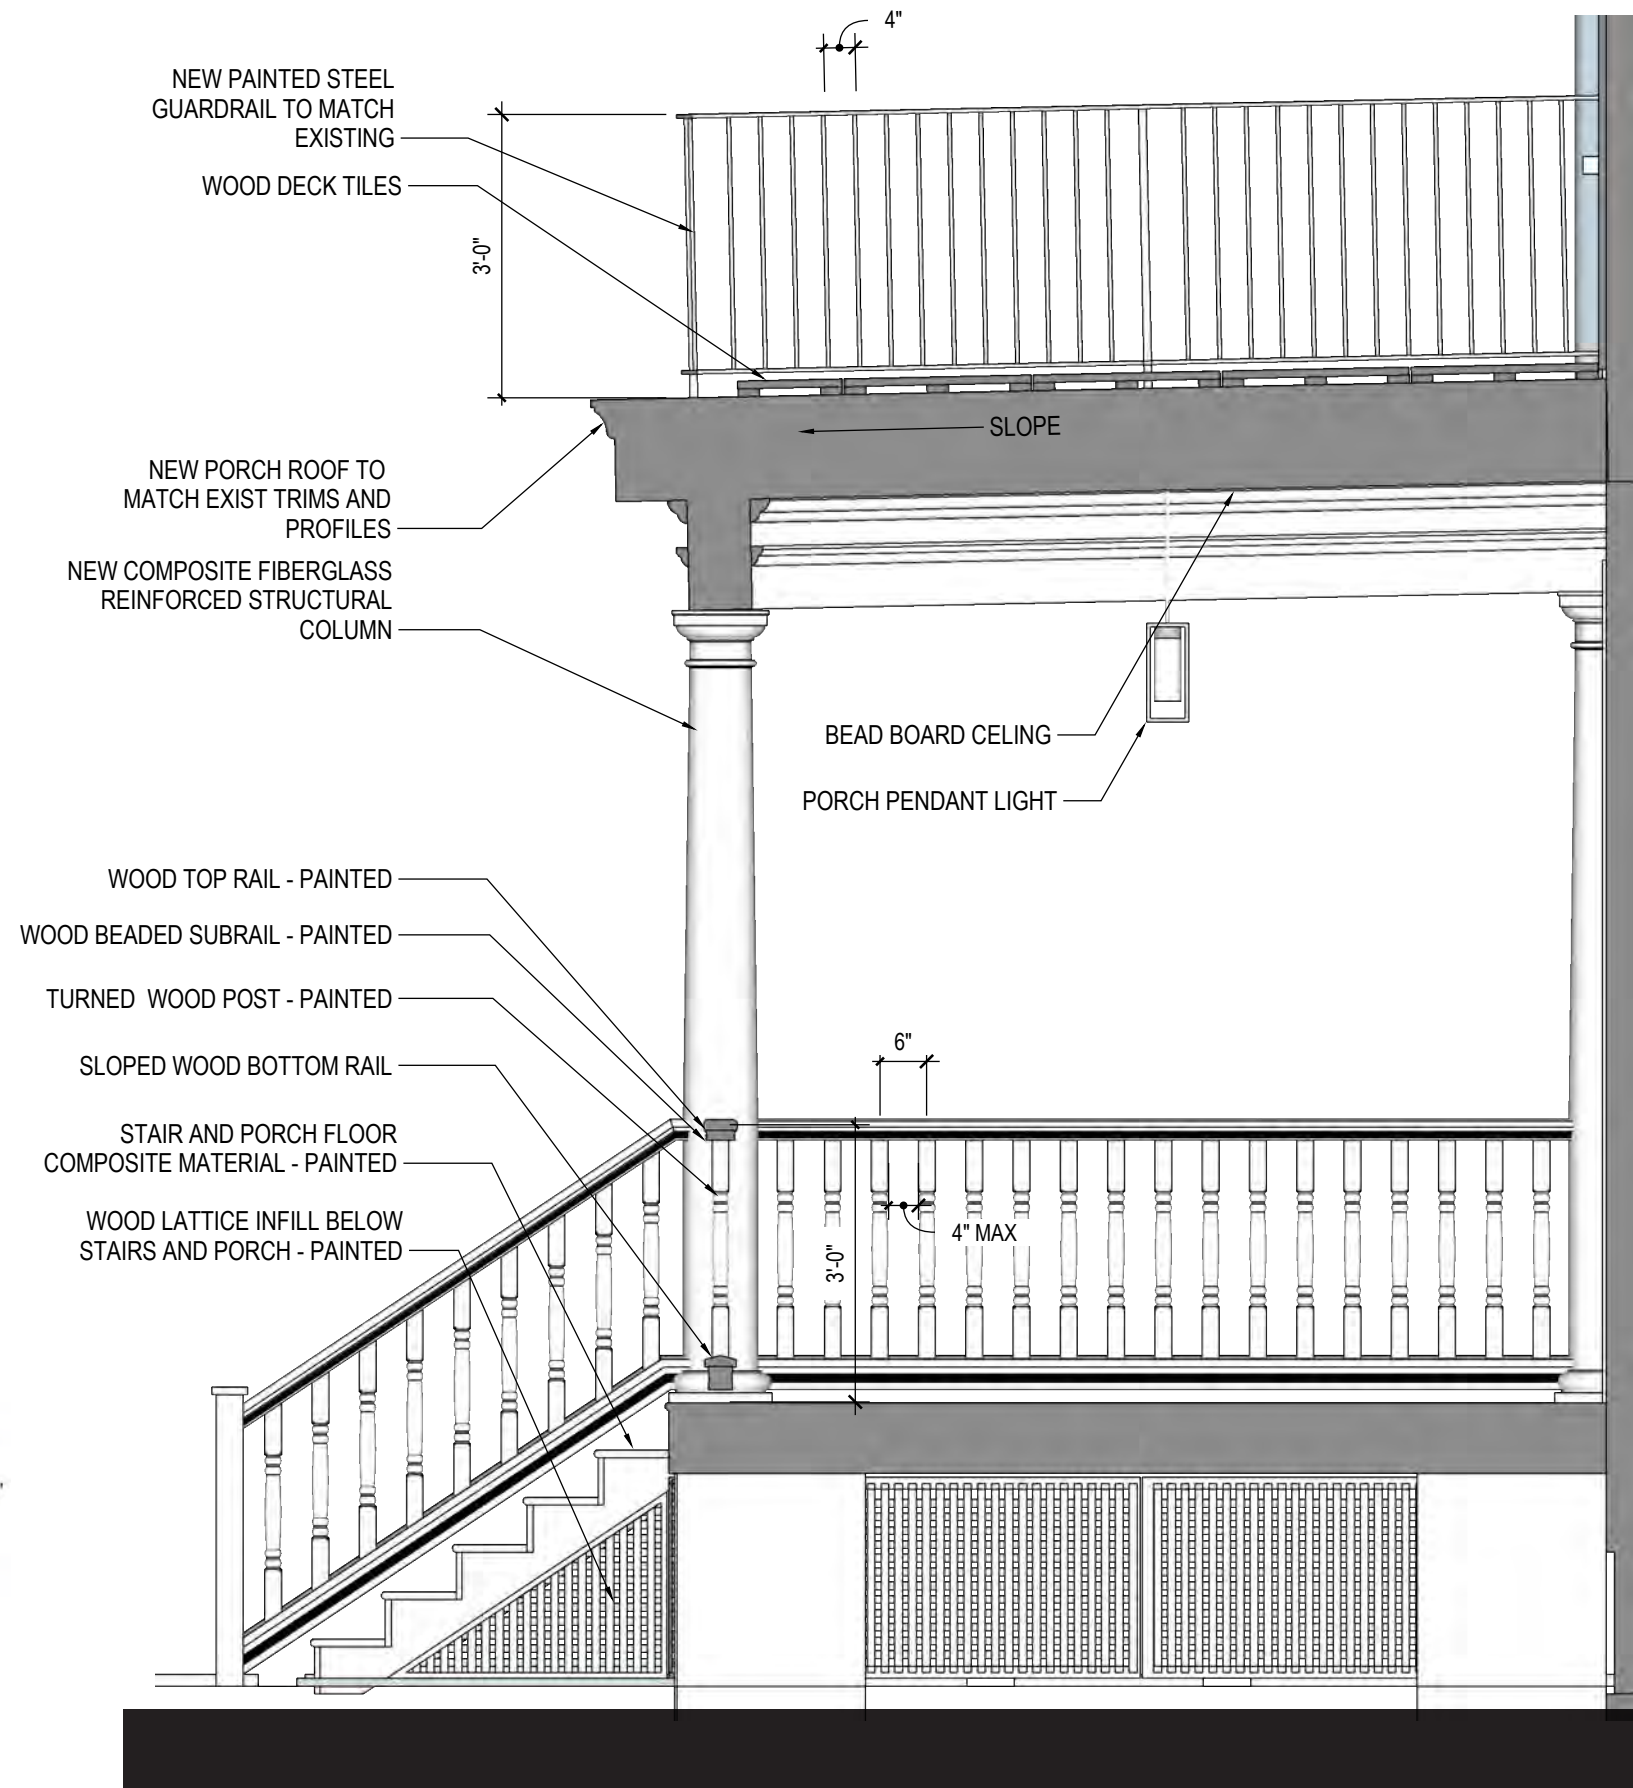 4"
NEW PAINTED STEEL
GUARDRAIL TO MATCH
EXISTING
WOOD DECK TILES
3'-0"
SLOPE
NEW PORCH ROOF TO
MATCH EXIST TRIMS AND
PROFILES
NEW COMPOSITE FIBERGLASS
REINFORCED STRUCTURAL
COLUMN
BEAD BOARD CELING
PORCH PENDANT LIGHT
WOOD TOP RAIL - PAINTED
WOOD BEADED SUBRAIL - PAINTED
TURNED  WOOD POST - PAINTED
6"
SLOPED WOOD BOTTOM RAIL
STAIR AND PORCH FLOOR
COMPOSITE MATERIAL - PAINTED
WOOD LATTICE INFILL BELOW
STAIRS AND PORCH - PAINTED
4" MAX
3'-0"